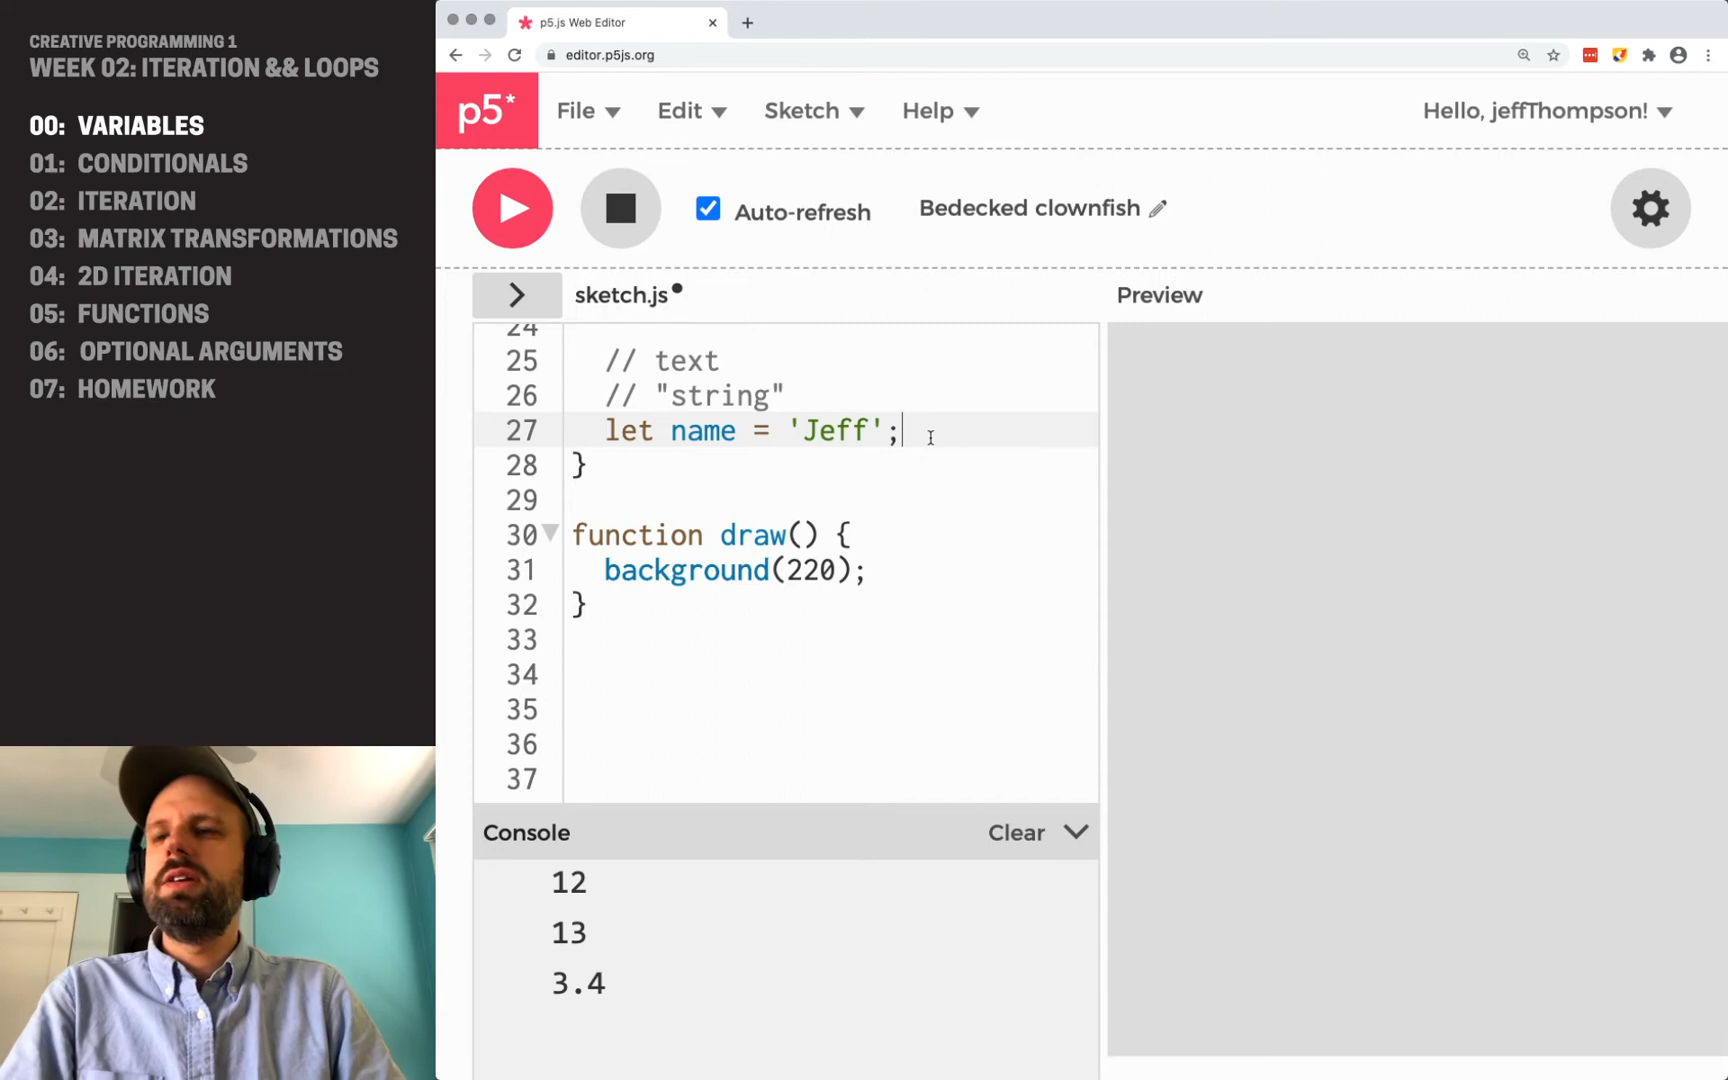 CREATIVE PROGRAMMING 1
WEEK 02: ITERATION && LOOPS
00: VARIABLES
01: CONDITIONALS
02: ITERATION
03: MATRIX TRANSFORMATIONS
04: 2D ITERATION
05: FUNCTIONS
06: OPTIONAL ARGUMENTS
07: HOMEWORK
p5.js Web Editor
editor.p5js.org
p5* File Edit Sketch Help Hello, jeffThompson!
Auto-refresh Bedecked clownfish
sketch.js Preview
24
25 // text
26 // "string"
27 let name = 'Jeff';
28 }
29
30 function draw() {
31 background(220);
32 }
33
34
35
36
37
Console Clear
12
13
3.4